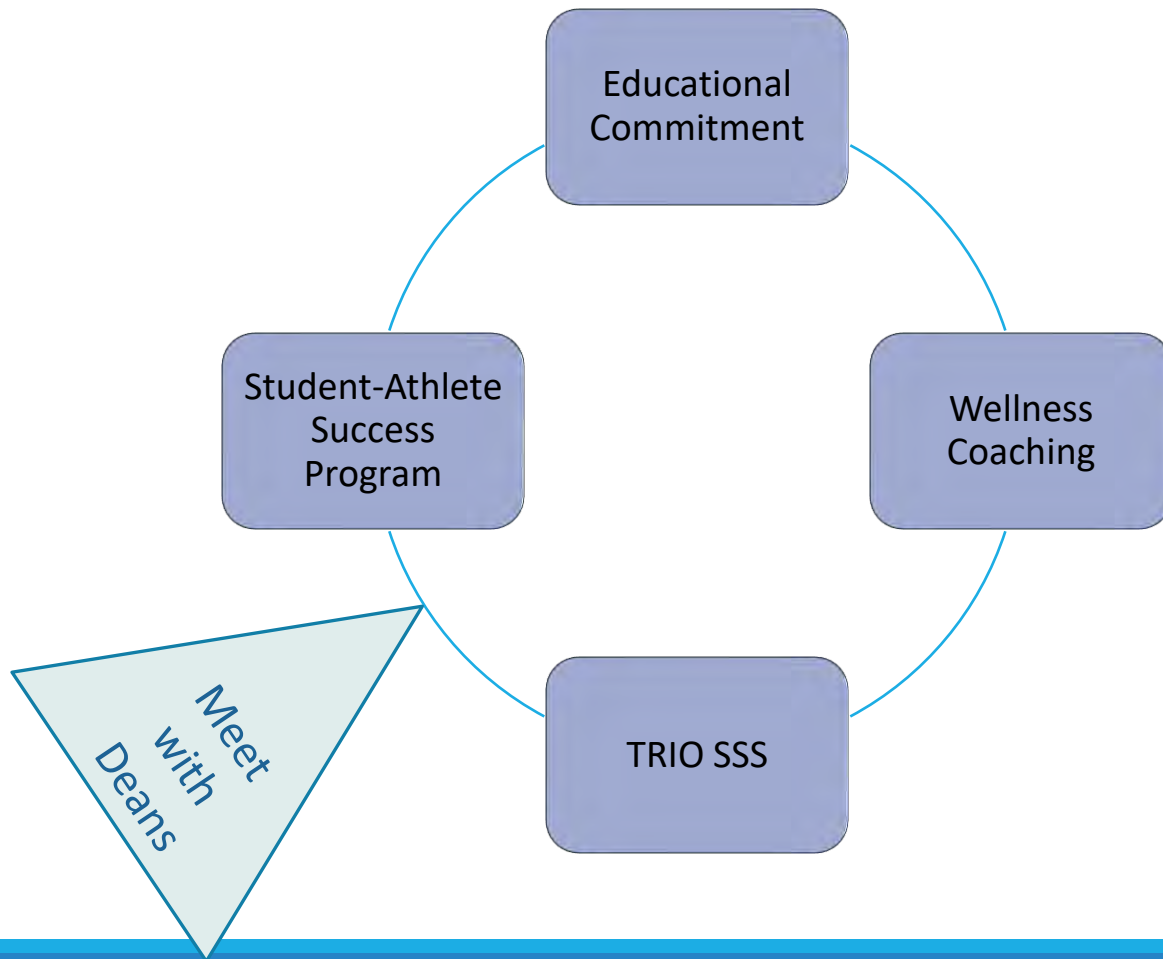 Educational
Commitment
Student-Athlete
Success
Program
Wellness
Coaching
TRIO SSS
Meet
with
Deans